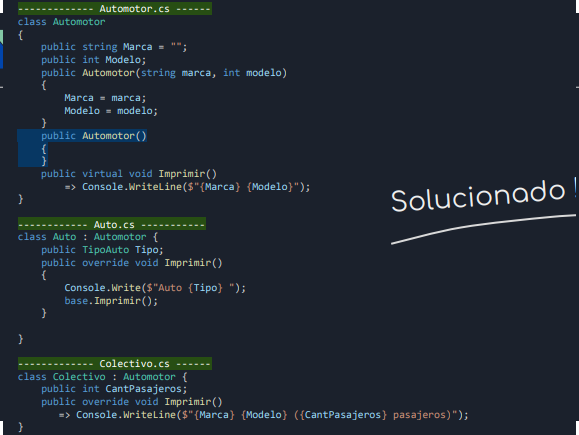 ------------- Automotor.cs ------
class Automotor
{
    public string Marca = "";
    public int Modelo;
    public Automotor(string marca, int modelo)
    {
        Marca = marca;
        Modelo = modelo;
    }
    public Automotor()
    {
    }
    public virtual void Imprimir()
        => Console.WriteLine($"{Marca} {Modelo}");
}
Solucionado !
------------ Auto.cs -----------
class Auto : Automotor {
    public TipoAuto Tipo;
    public override void Imprimir()
    {
        Console.Write($"Auto {Tipo} ");
        base.Imprimir();
    }
}
------------- Colectivo.cs ------
class Colectivo : Automotor {
    public int CantPasajeros;
    public override void Imprimir()
       => Console.WriteLine($"{Marca} {Modelo} ({CantPasajeros} pasajeros)");
}